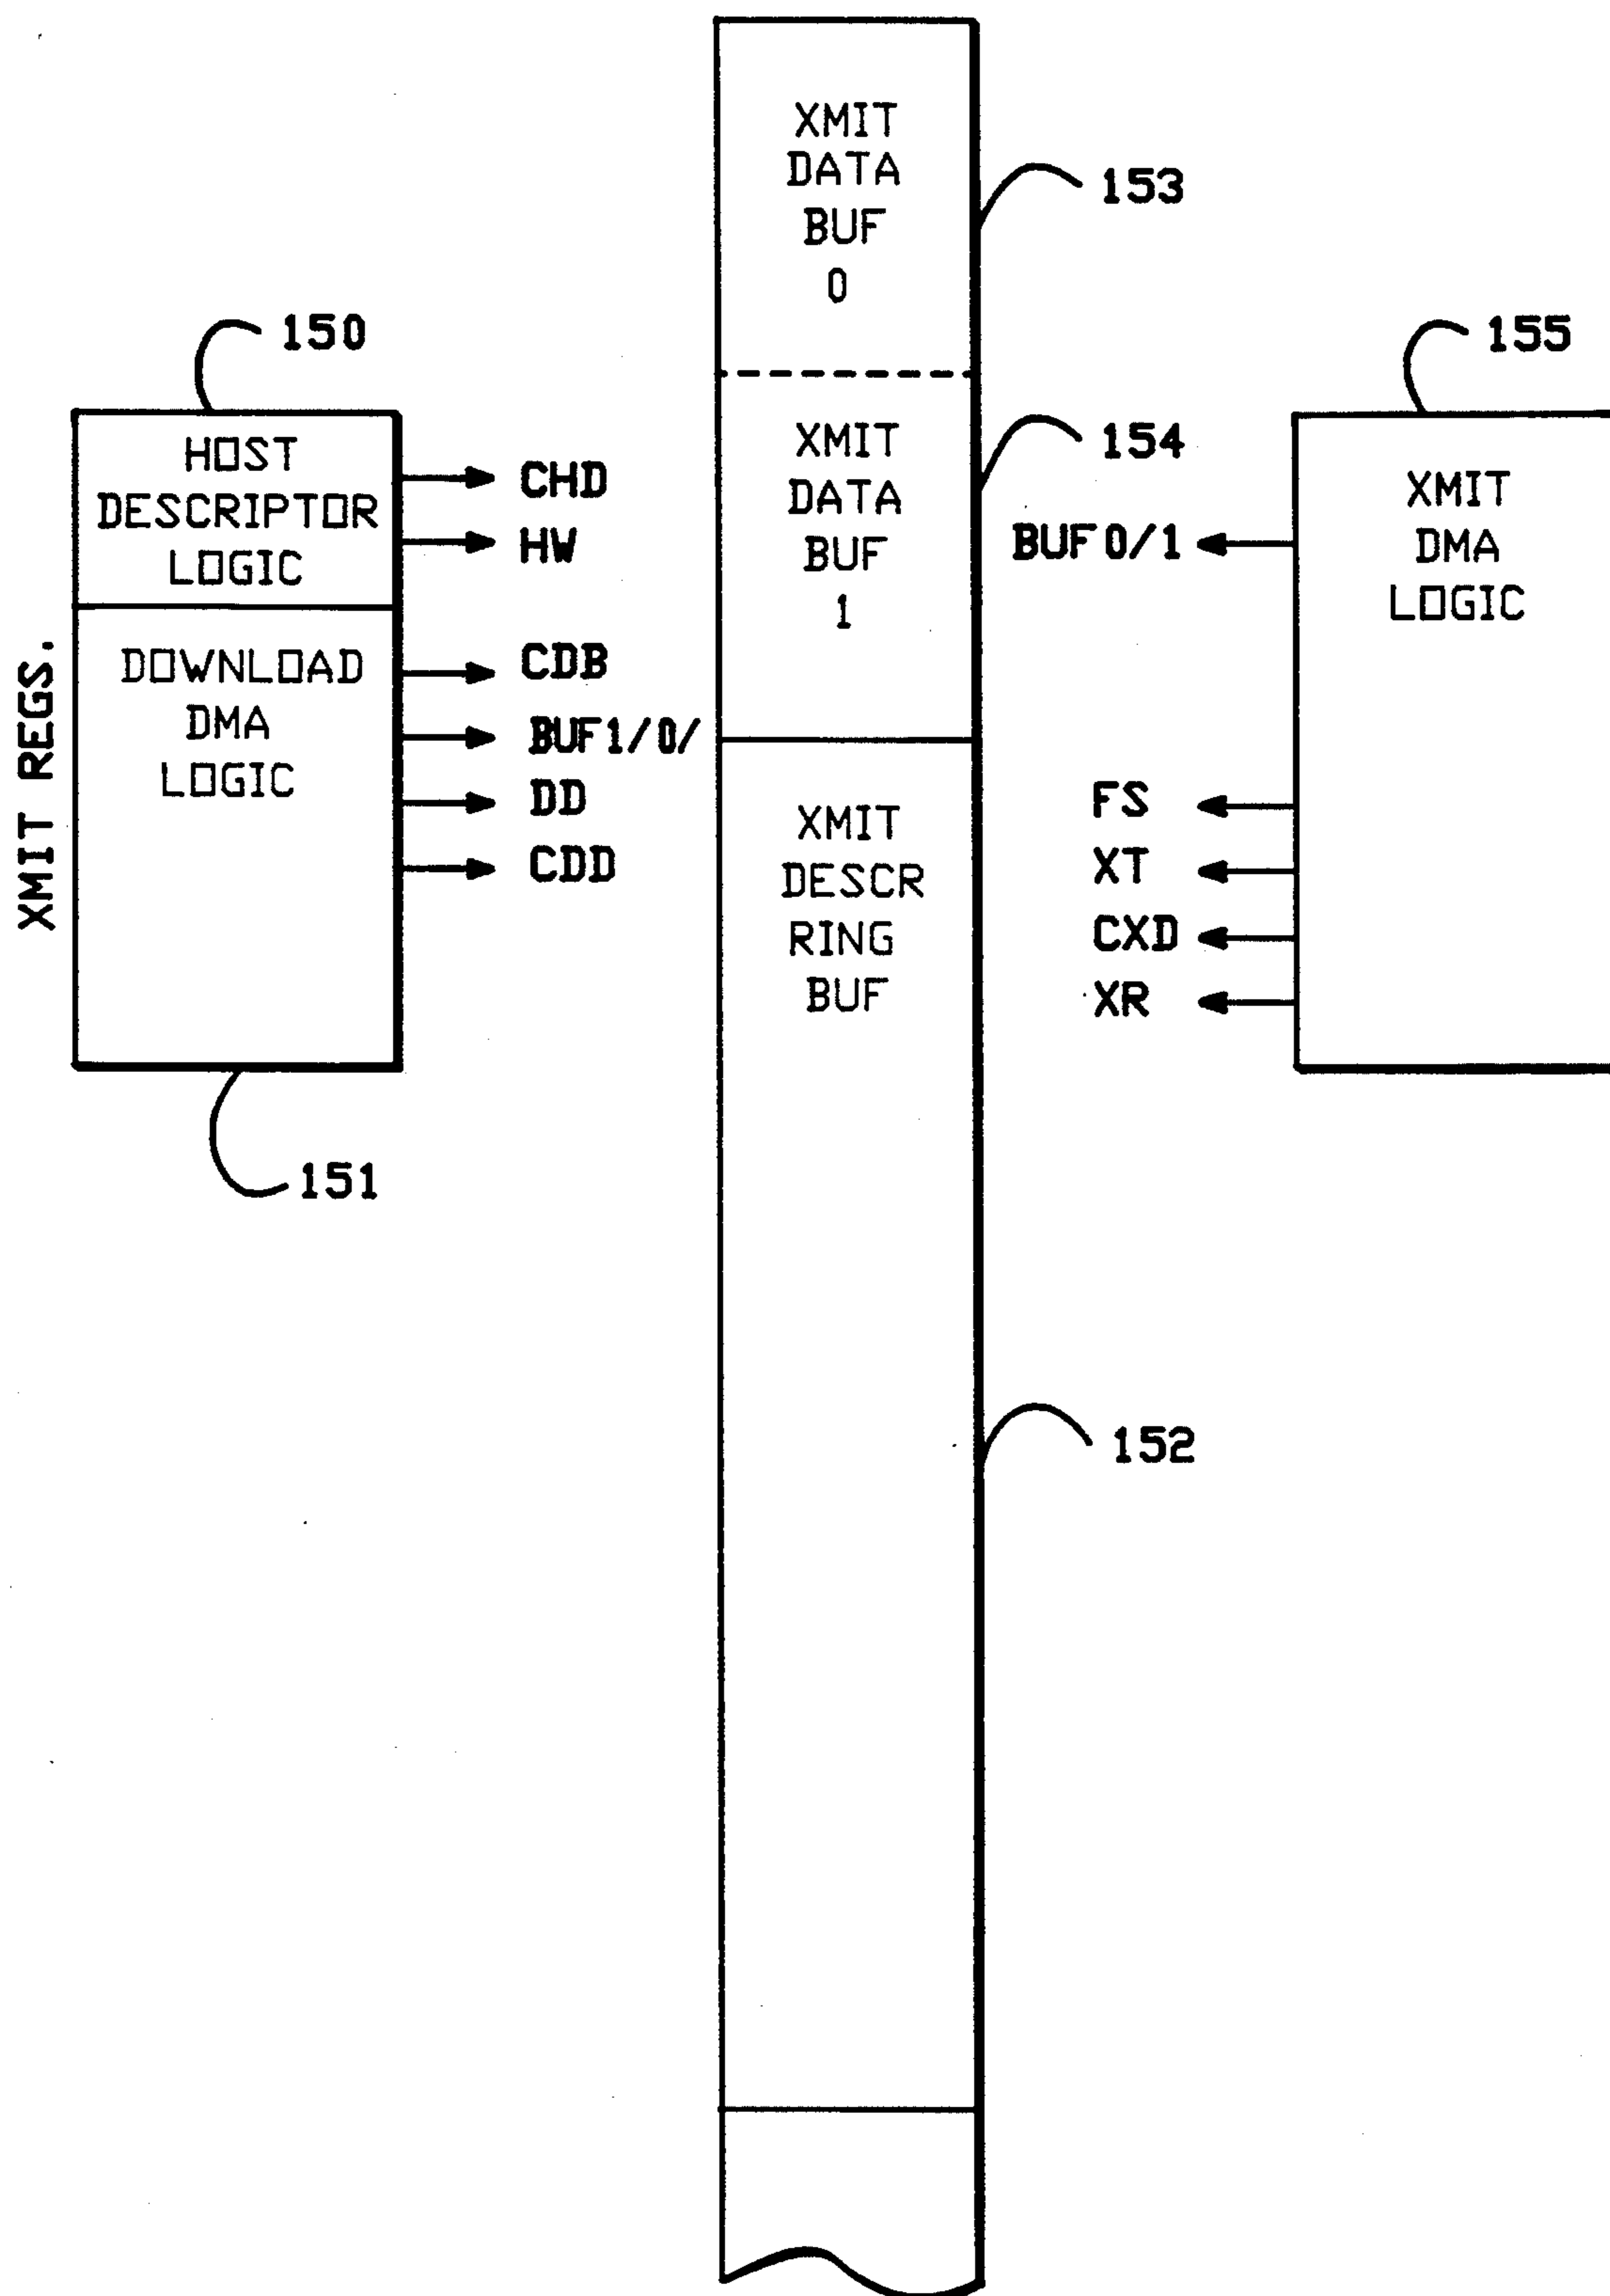 XMIT
DATA
BUF
0
153
150
155
HOST
DESCRIPTOR
LOGIC
CHD
HW
XMIT
DATA
BUF
1
154
BUF 0/1
XMIT
DMA
LOGIC
XMIT REGS.
DOWNLOAD
DMA
LOGIC
CDB
BUF1/0/
DD
CDD
XMIT
DESCR
RING
BUF
FS
XT
CXD
XR
151
152